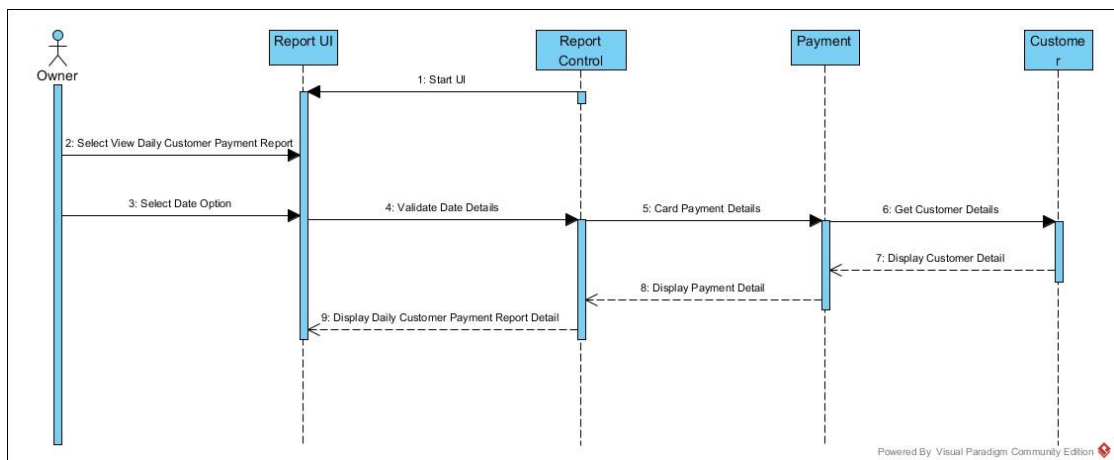 Owner
Report UI
Report
Control
Payment
Custome
r
1: Start UI
2: Select View Daily Customer Payment Report
3: Select Date Option
4: Validate Date Details
5: Card Payment Details
6: Get Customer Details
7: Display Customer Detail
8: Display Payment Detail
9: Display Daily Customer Payment Report Detail
Powered By Visual Paradigm Community Edition